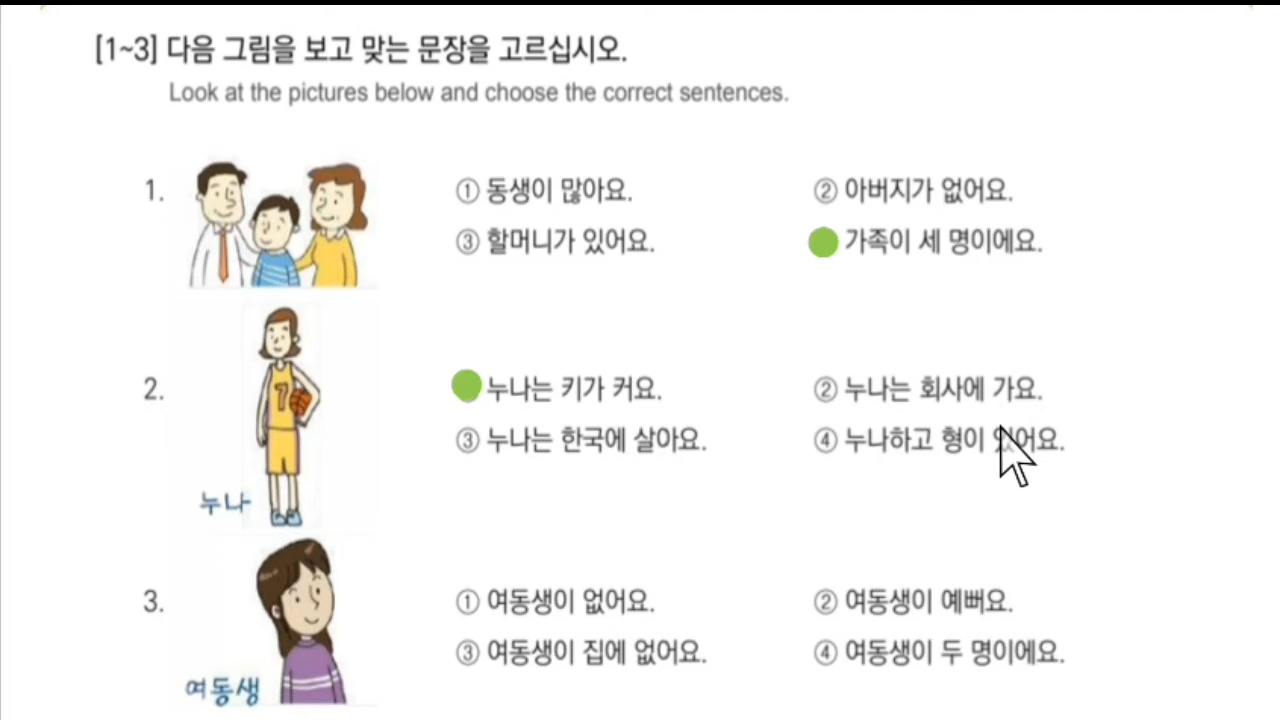 [1~3] 다음 그림을 보고 맞는 문장을 고르십시오.
Look at the pictures below and choose the correct sentences.
1.
① 동생이 많아요.
② 아버지가 없어요.
③ 할머니가 있어요.
가족이 세 명이에요.
2.
7
누나
누나는 키가 커요.
② 누나는 회사에 가요.
③ 누나는 한국에 살아요.
④ 누나하고 형이 있어요.
3.
여동생
① 여동생이 없어요.
② 여동생이 예뻐요.
③ 여동생이 집에 없어요.
④ 여동생이 두 명이에요.